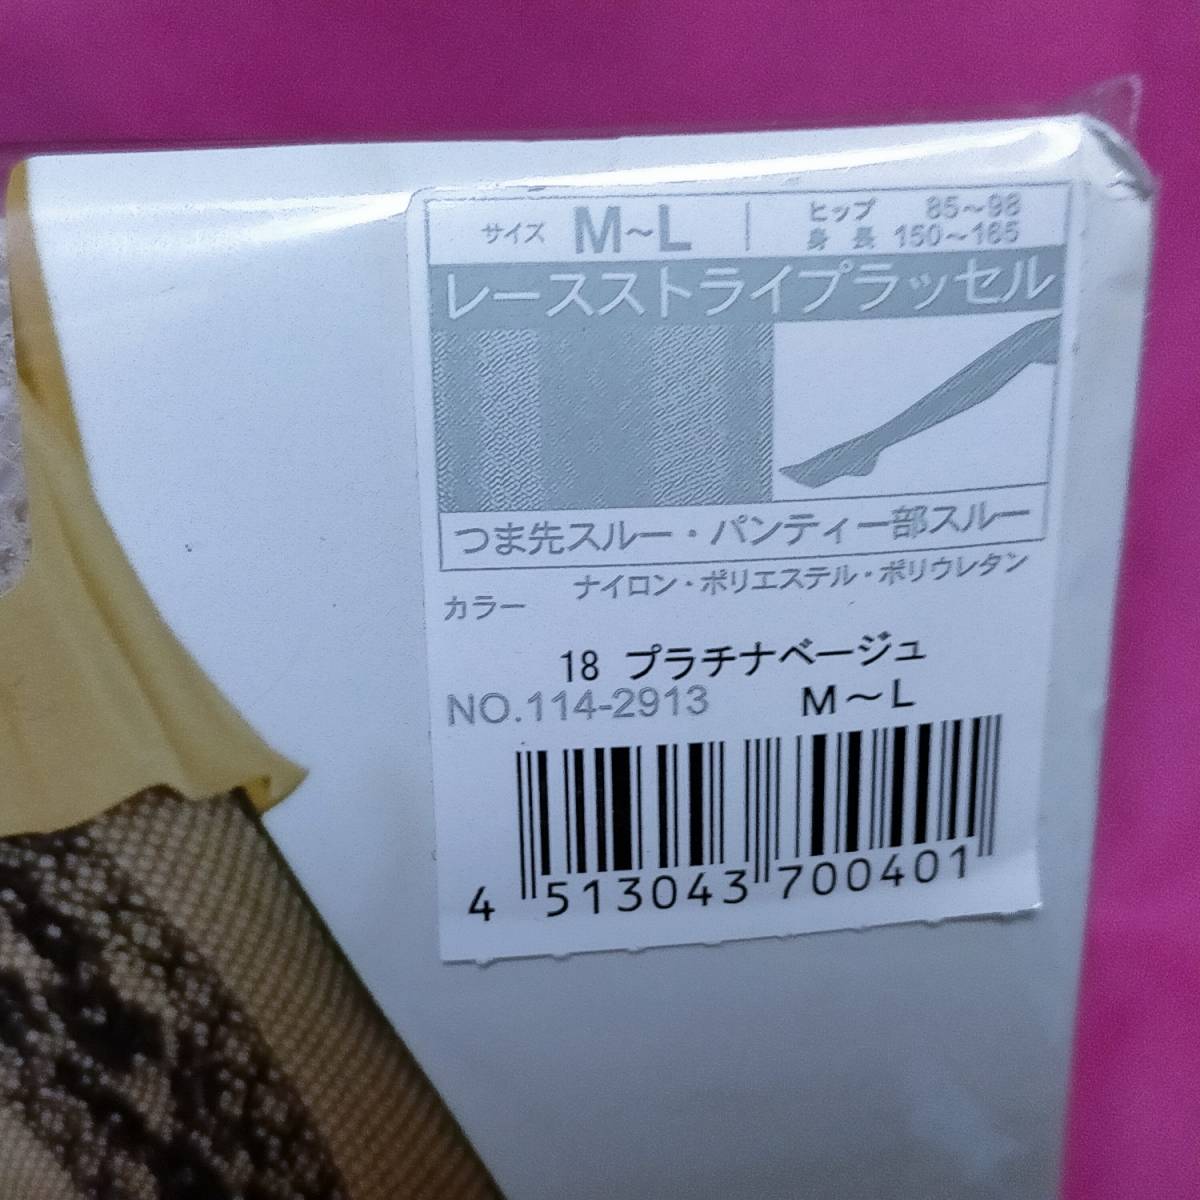 サイズ M~L ヒップ 85~98
身長 150~165
レースストライプラッセル
つま先スルー・パンティー部スルー
ナイロン・ポリエステル・ポリウレタン
カラー
18 プラチナベージュ
NO.114-2913 M~L
4 513043 700401